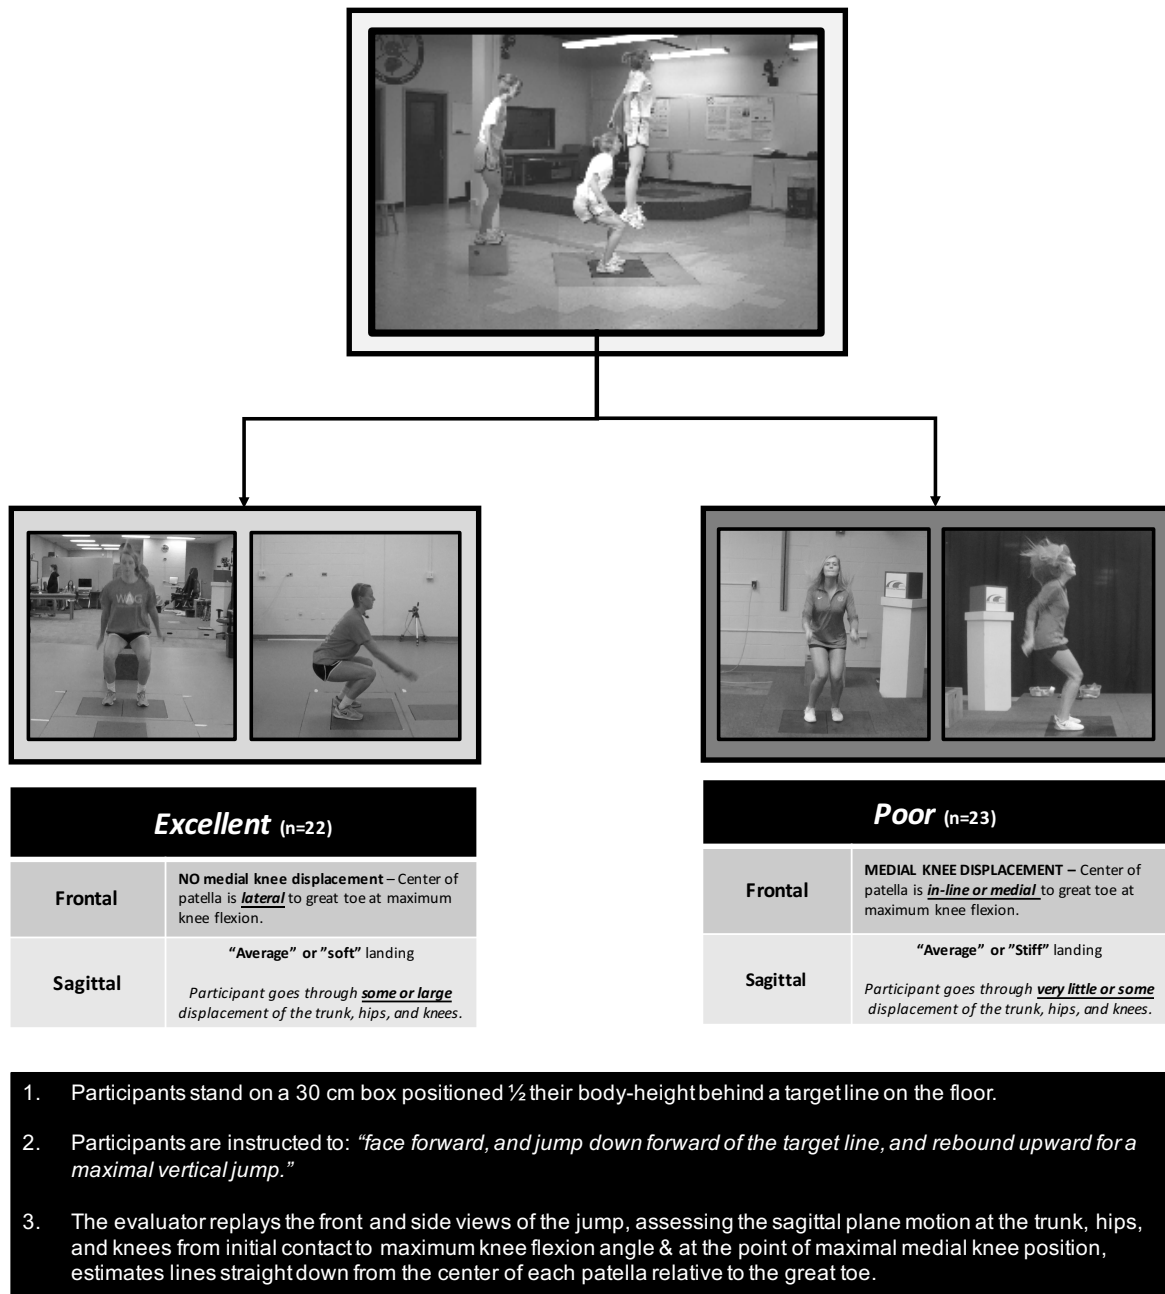 WAG
Excellent (n=22)
Frontal
NO medial knee displacement – Center of
patella is lateral to great toe at maximum
knee flexion.
Sagittal
“Average” or ”soft” landing
Participant goes through some or large
displacement of the trunk, hips, and knees.
Poor (n=23)
Frontal
MEDIAL KNEE DISPLACEMENT – Center of
patella is in-line or medial to great toe at
maximum knee flexion.
Sagittal
“Average” or ”Stiff” landing
Participant goes through very little or some
displacement of the trunk, hips, and knees.
1. Participants stand on a 30 cm box positioned ½ their body-height behind a target line on the floor.
2. Participants are instructed to: “face forward, and jump down forward of the target line, and rebound upward for a
maximal vertical jump.”
3. The evaluator replays the front and side views of the jump, assessing the sagittal plane motion at the trunk, hips,
and knees from initial contact to maximum knee flexion angle & at the point of maximal medial knee position,
estimates lines straight down from the center of each patella relative to the great toe.